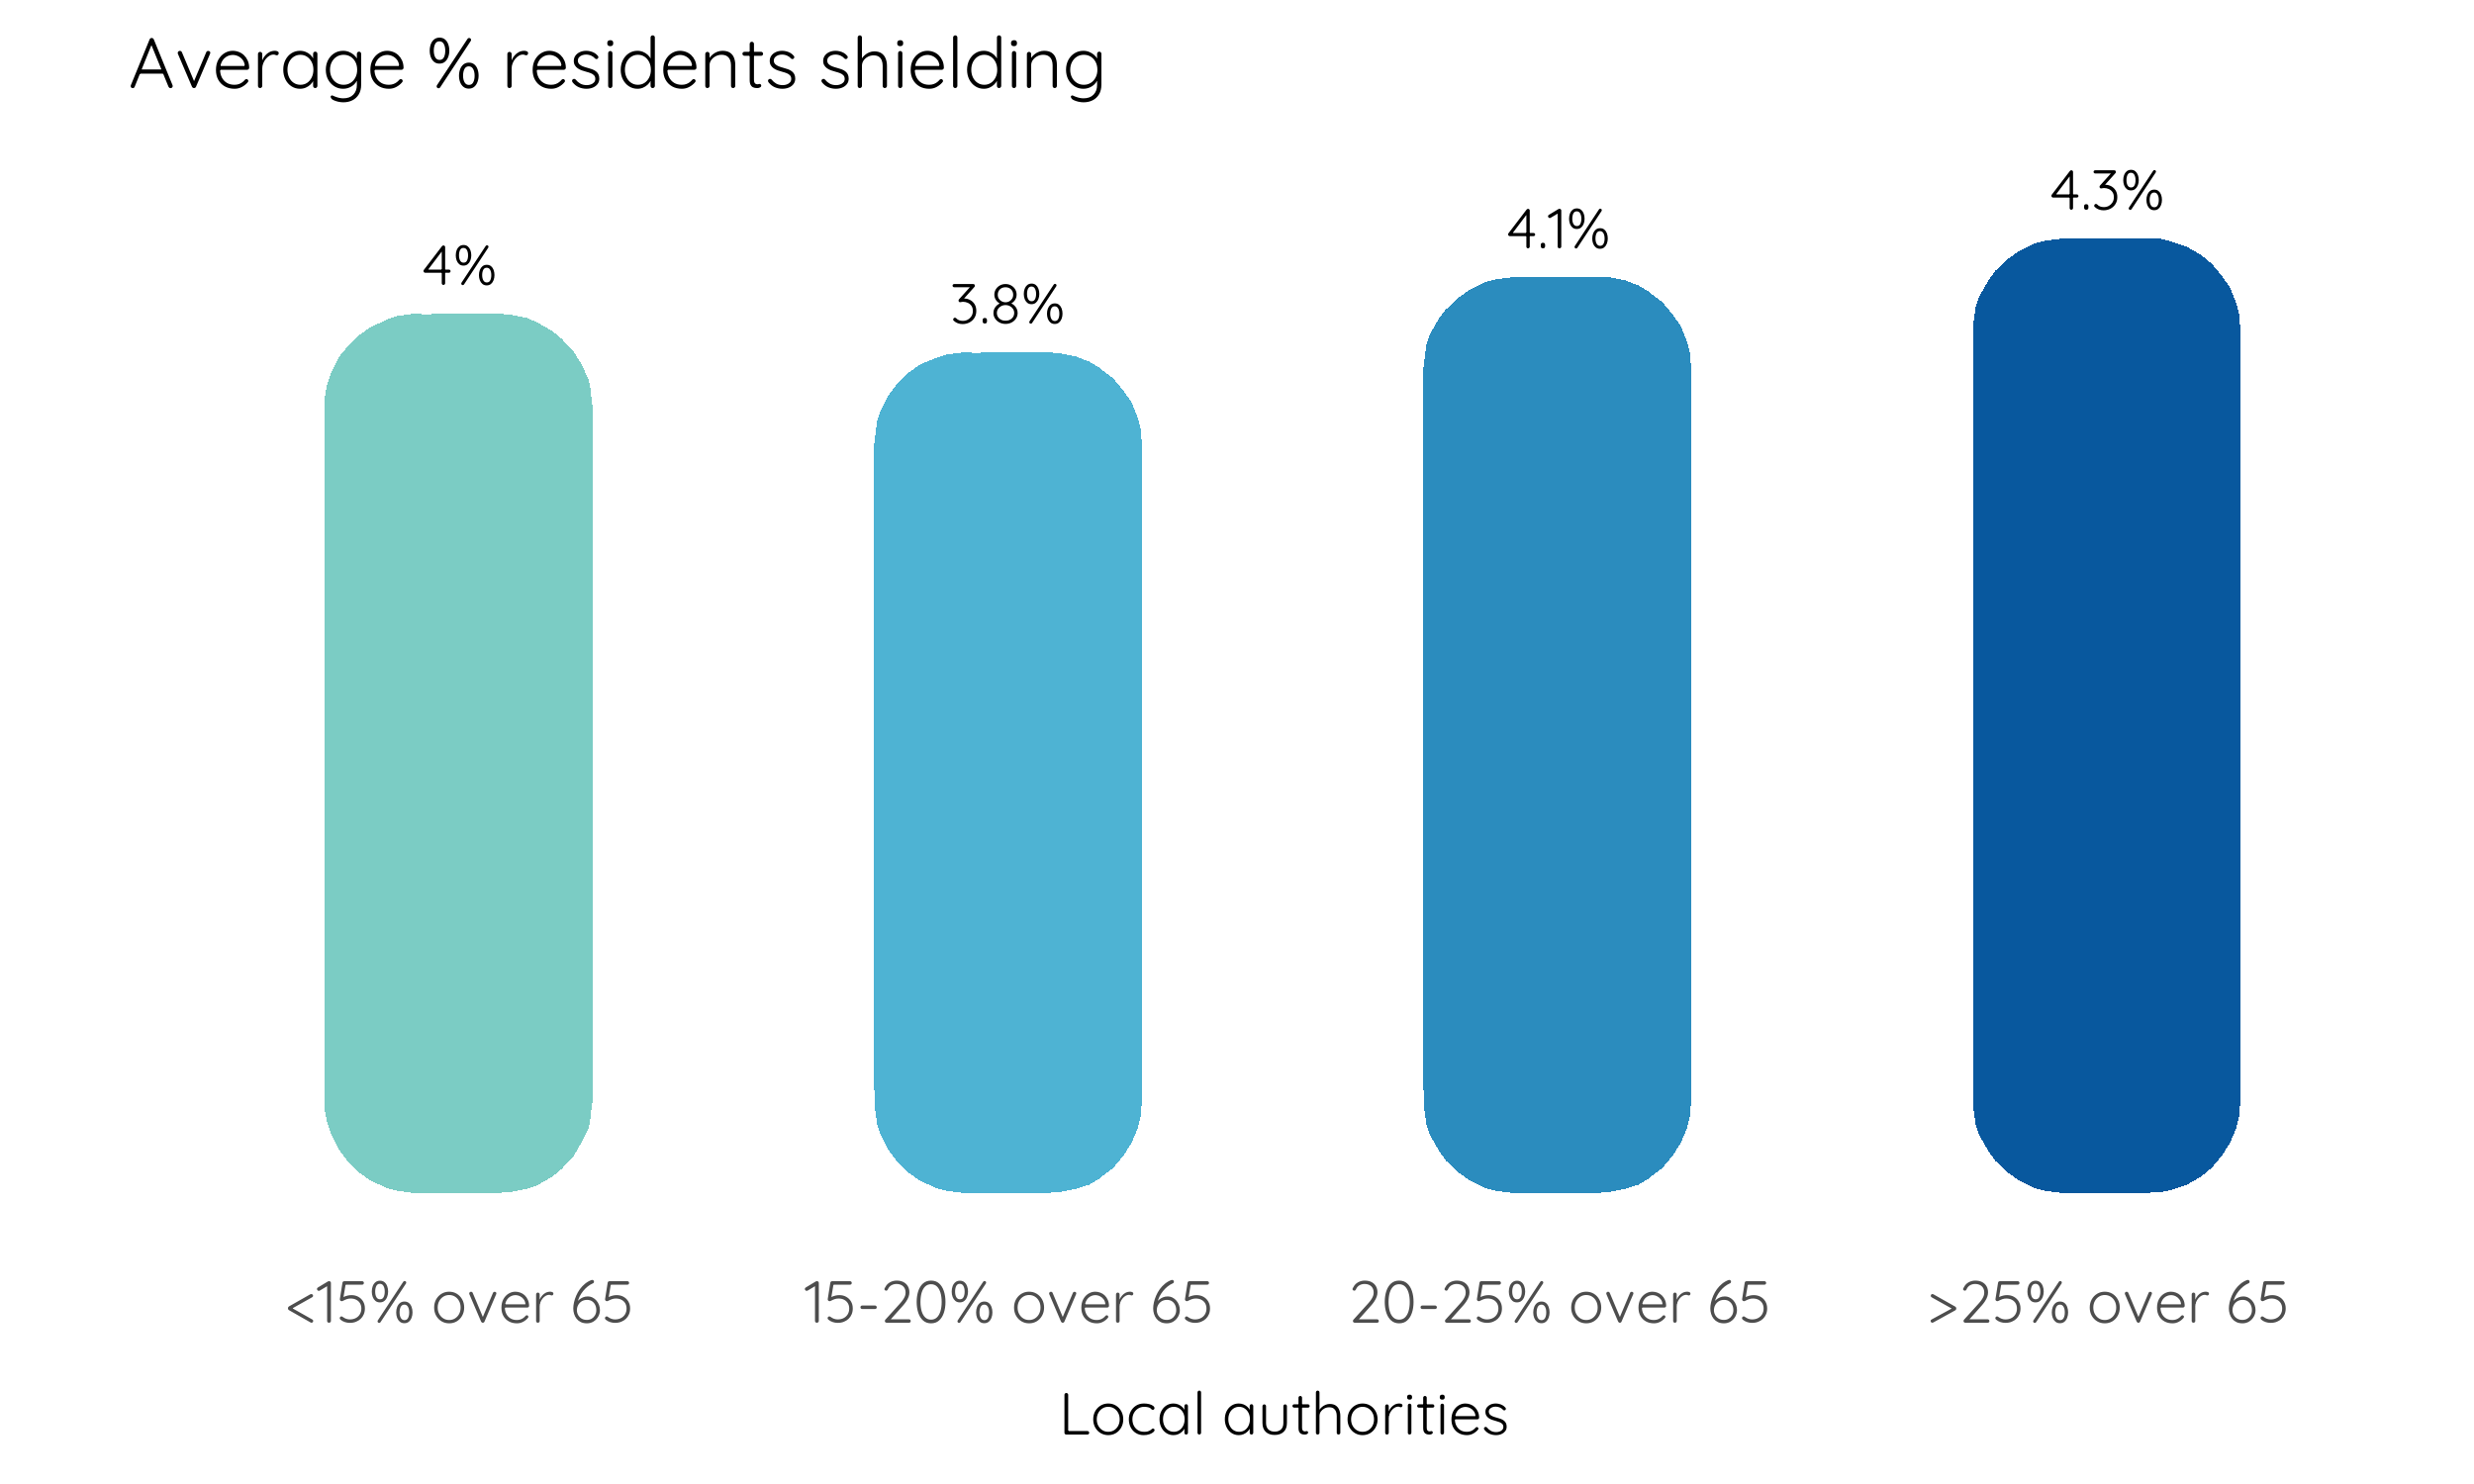 Average % residents shielding
4%
3.8%
4.1%
4.3%
<15% over 65
15-20% over 65
20-25% over 65
>25% over 65
Local authorities